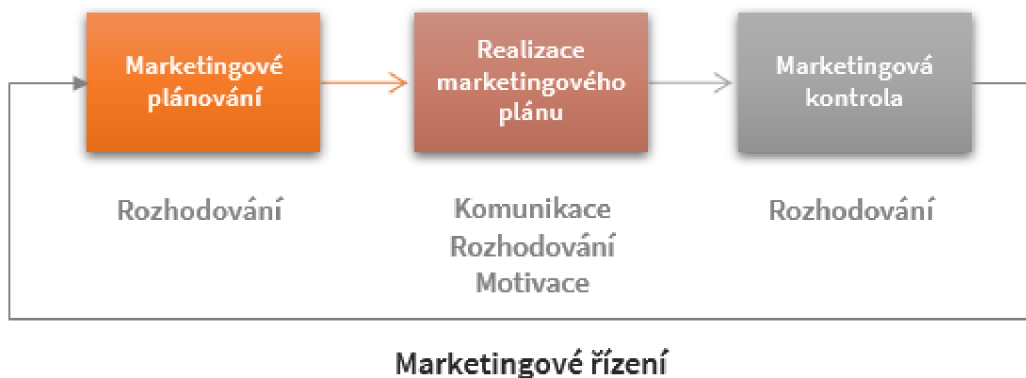 Marketingové
plánování
Realizace
marketingového
plánu
Marketingová
kontrola
Rozhodování
Komunikace
Rozhodování
Motivace
Rozhodování
Marketingové řízení